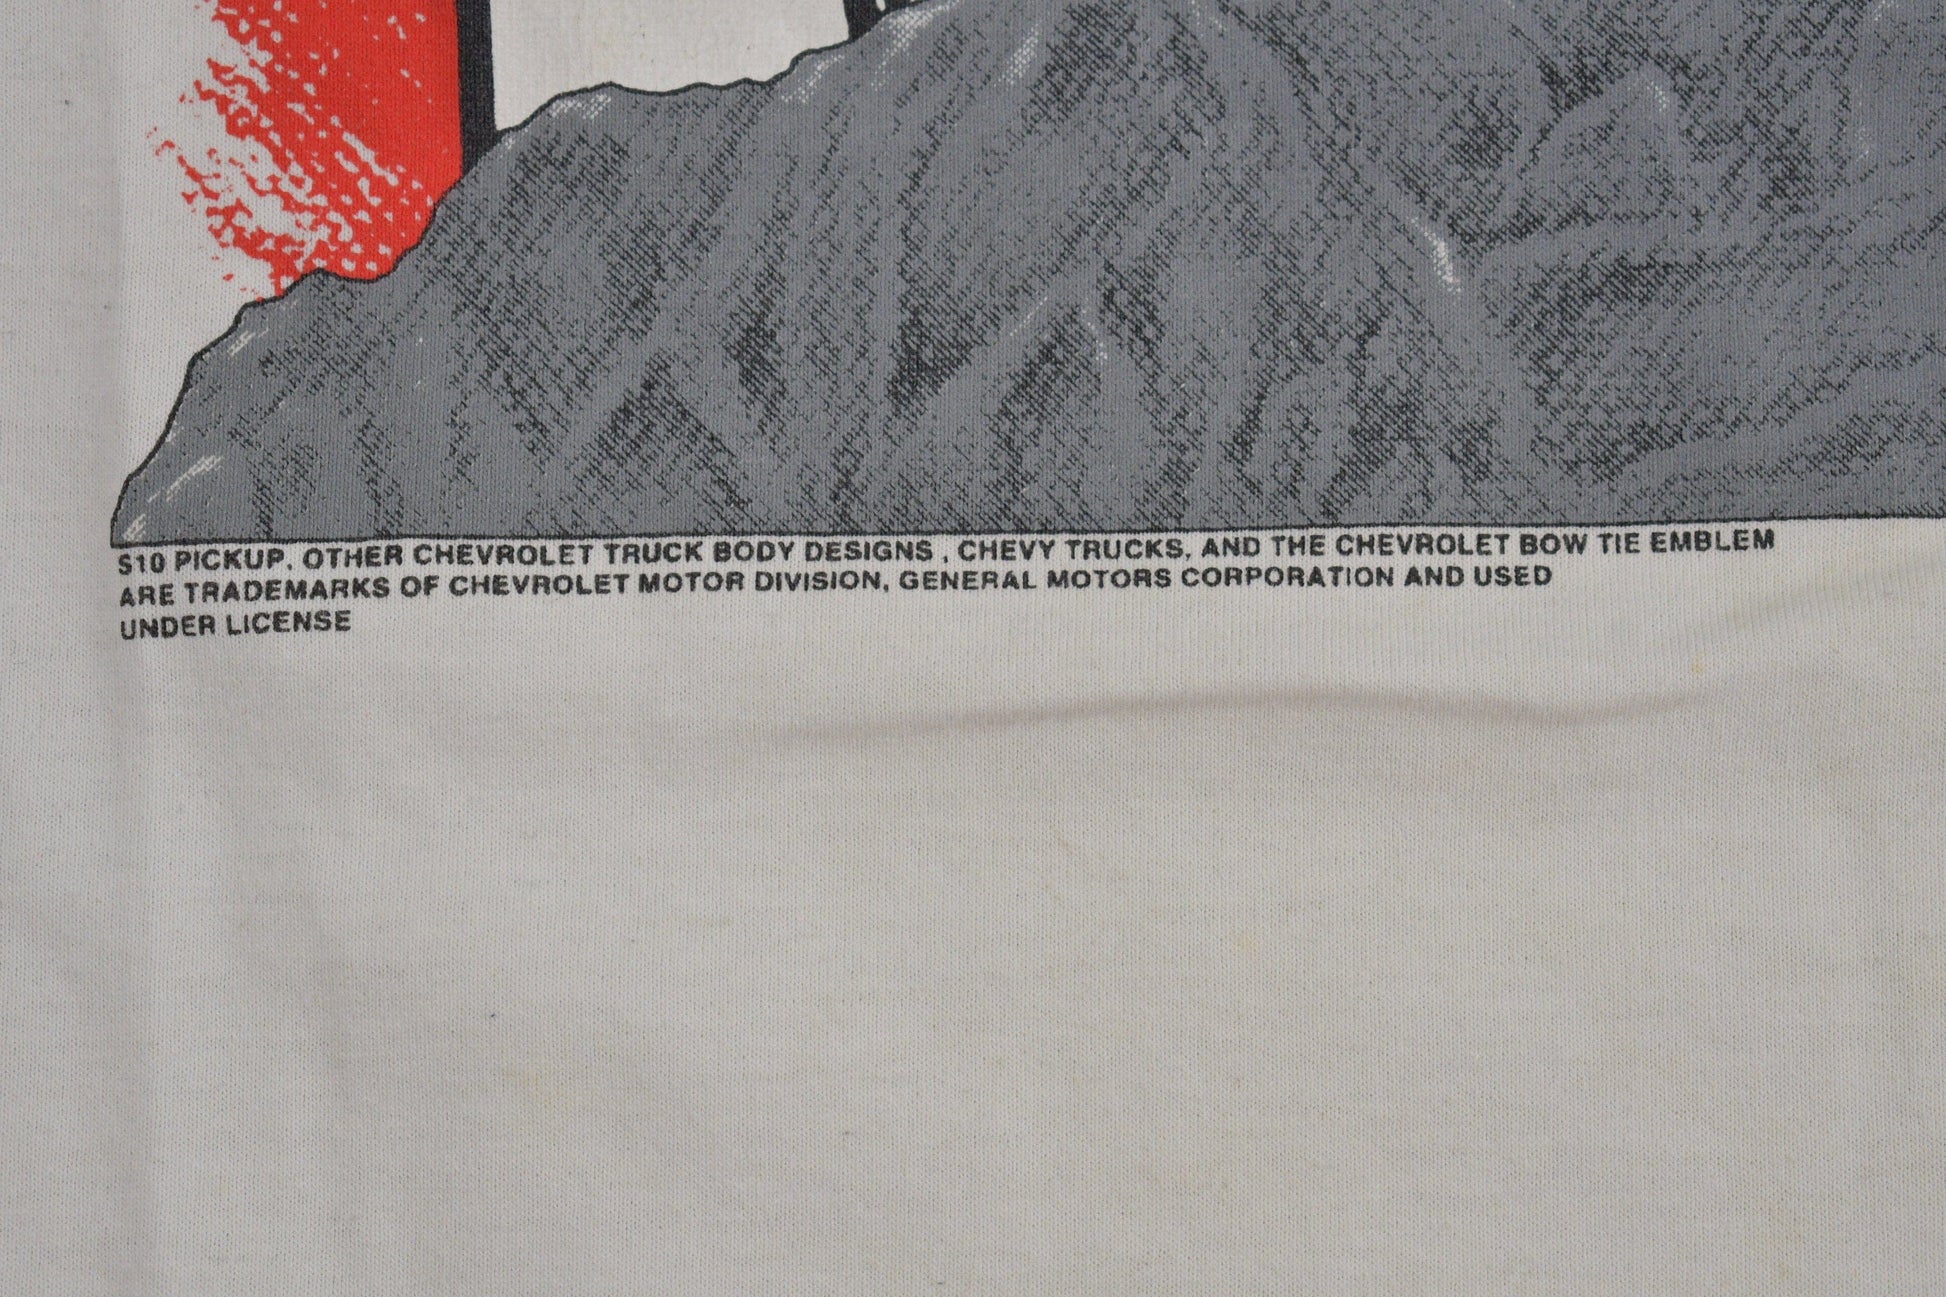 S10 PICKUP, OTHER CHEVROLET TRUCK BODY DESIGNS , CHEVY TRUCKS, AND THE CHEVROLET BOW TIE EMBLEM
ARE TRADEMARKS OF CHEVROLET MOTOR DIVISION, GENERAL MOTORS CORPORATION AND USED
UNDER LICENSE